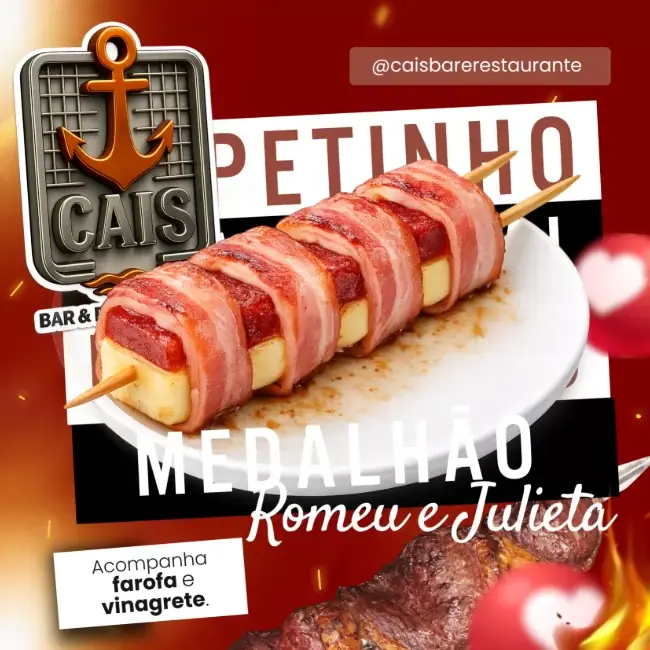 @caisbarerestaurante
PETINHO
CAIS
BAR &
MEDALHÃO
Romeu e Julieta
Acompanha
farofa e
vinagrete.